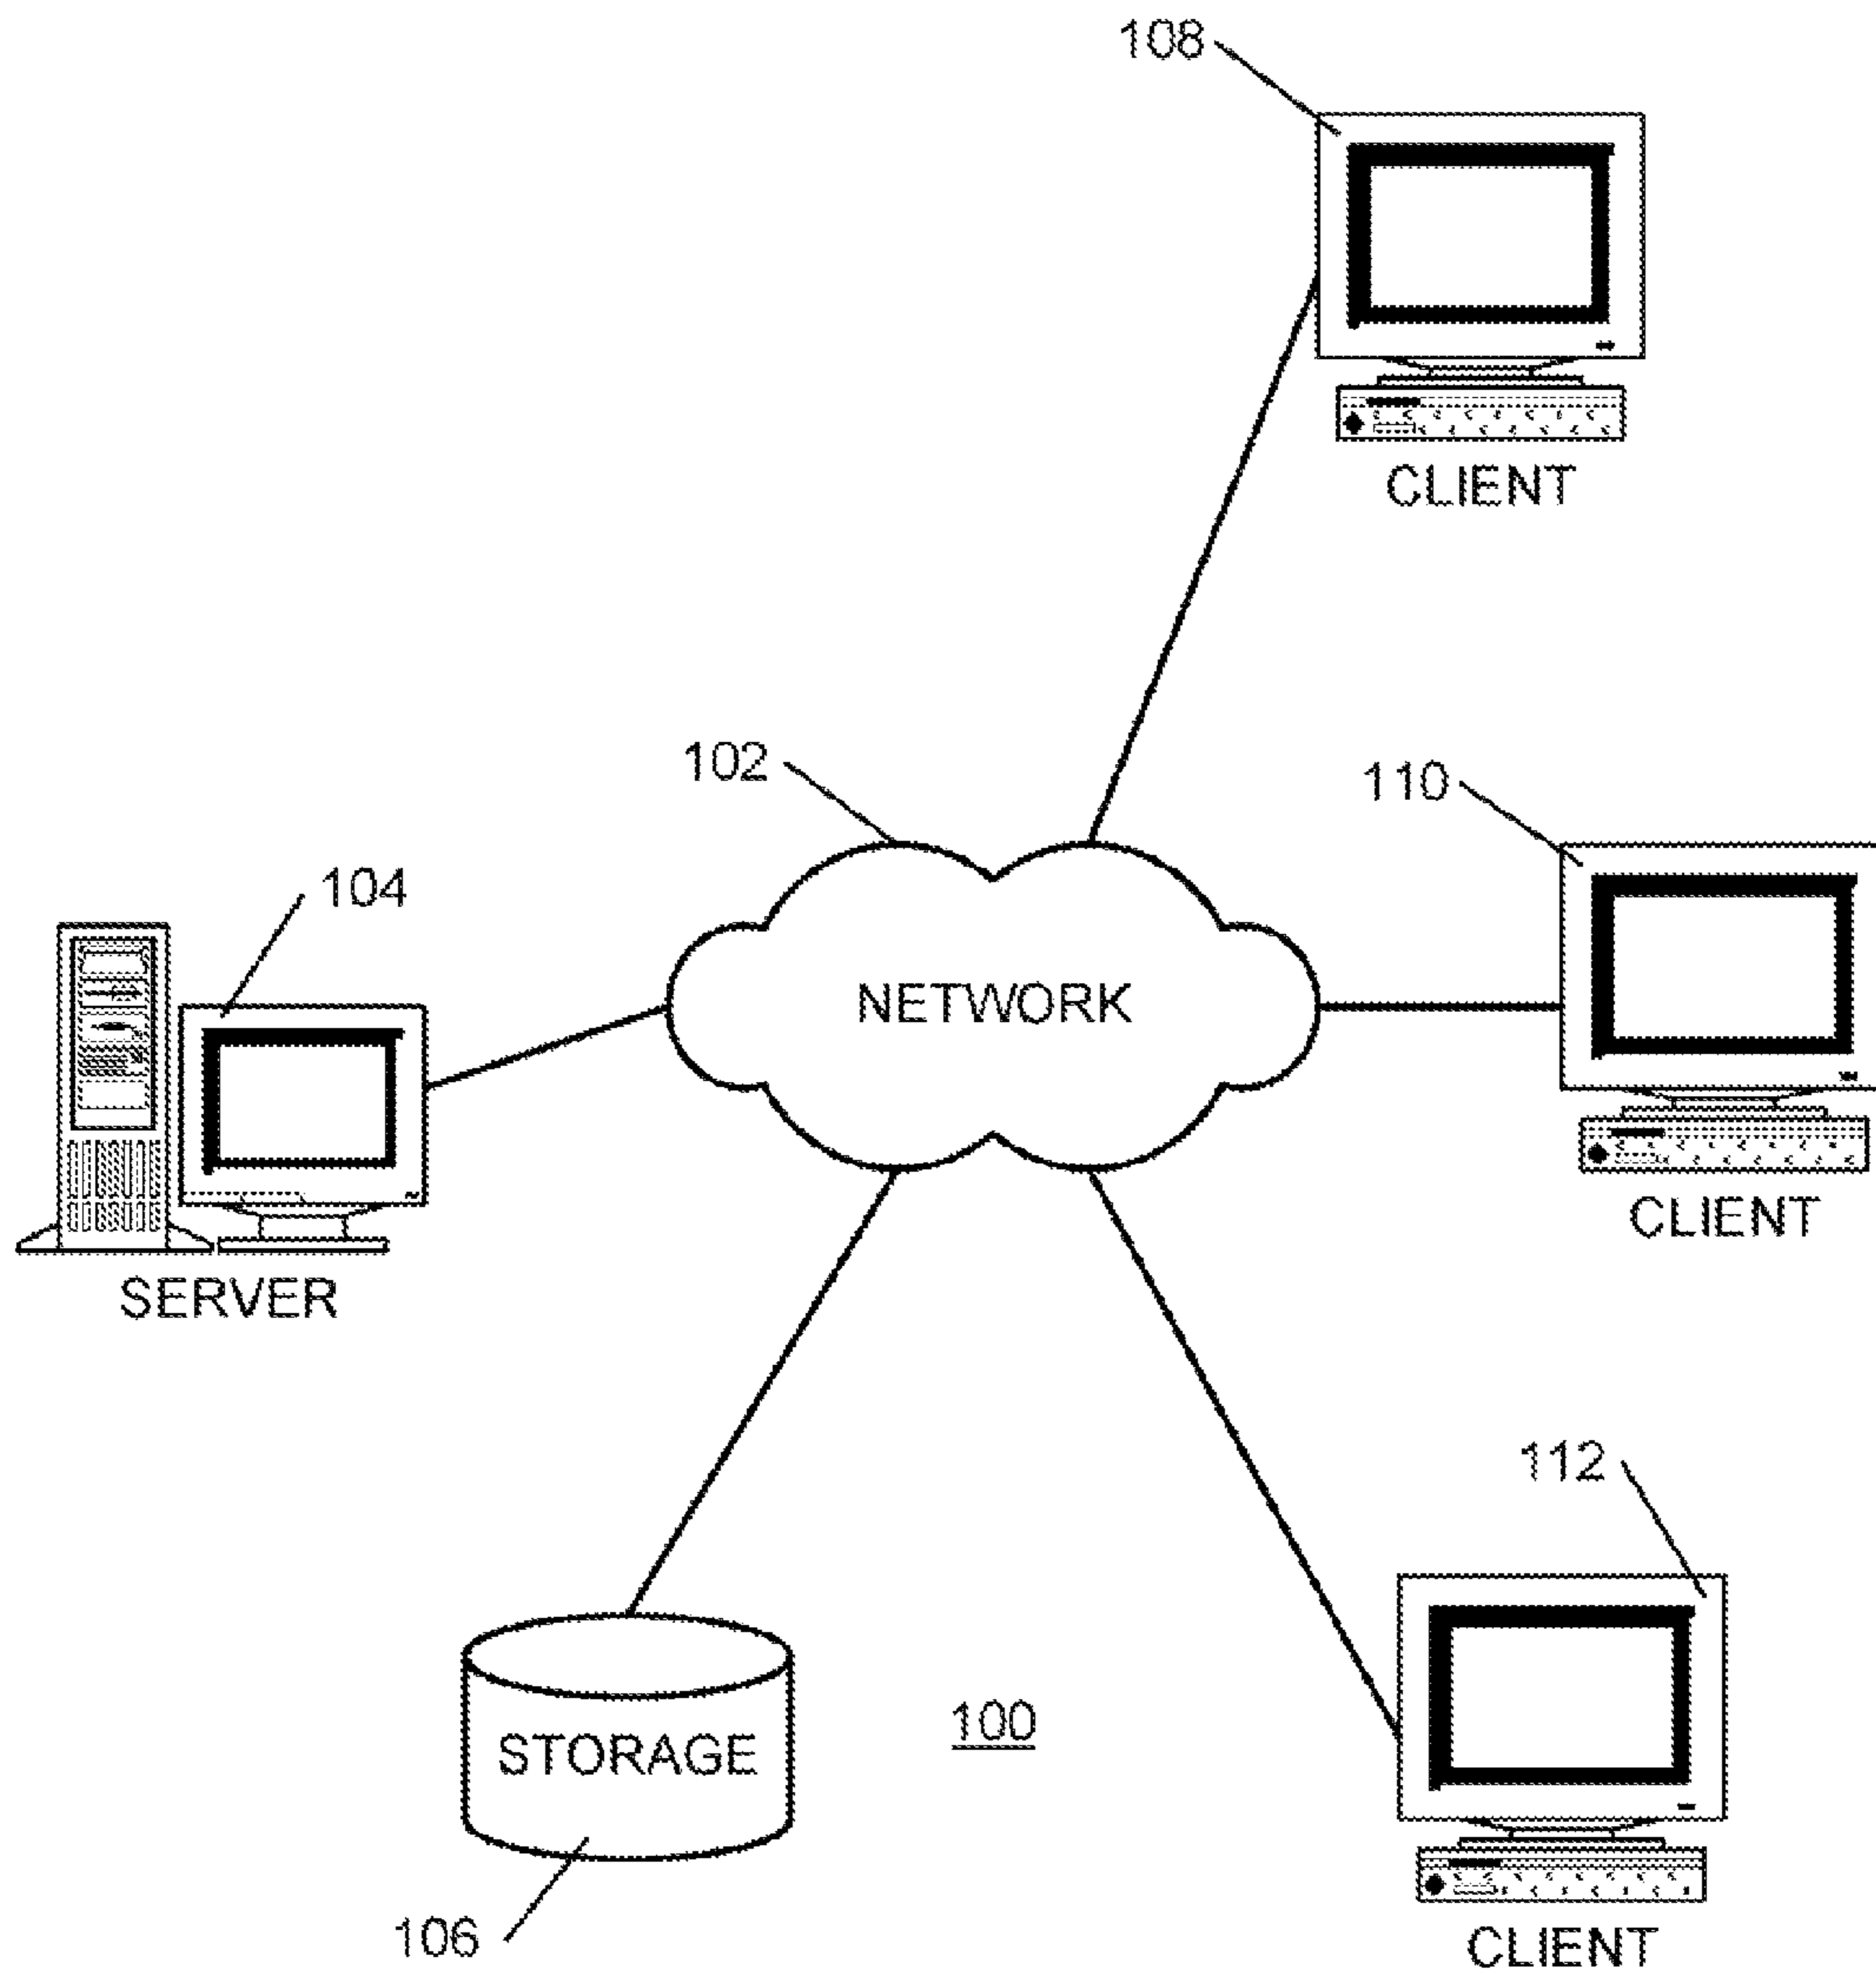 108
CLIENT
102
110
104
NETWORK
CLIENT
SERVER
112
STORAGE
100
106
CLIENT